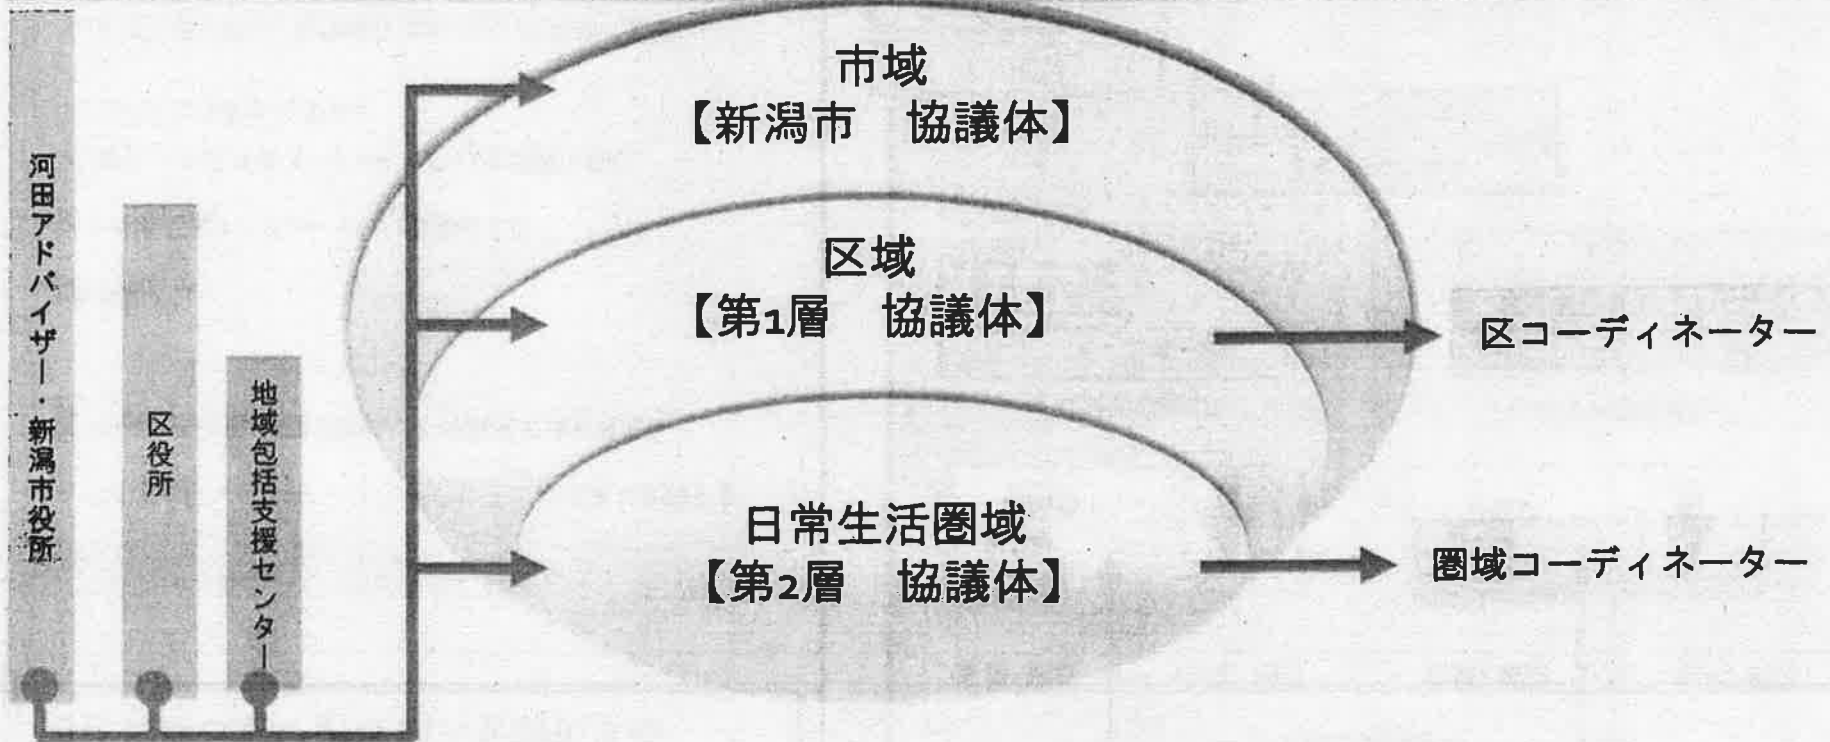 河田アドバイザー・新潟市役所
区役所
地域包括支援センター
市域
【新潟市　協議体】
区域
【第1層　協議体】
日常生活圏域
【第2層　協議体】
区コーディネーター
圏域コーディネーター